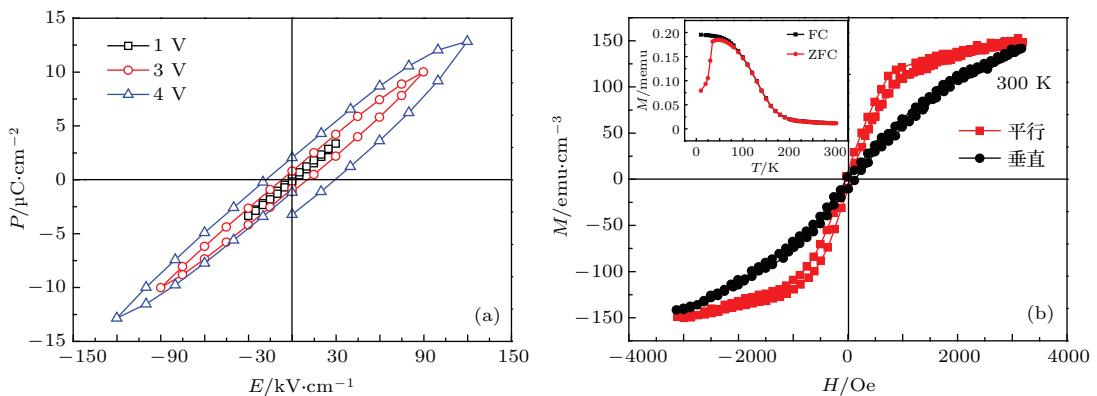 15
10
5
0
-5
-10
-15
1 V
3 V
4 V
(a)
P/µC·cm⁻²
-150
-90
-30
30
90
150
E/kV·cm⁻¹
150
100
50
0
-50
-100
-150
M/emu·cm⁻³
0.20
0.15
0.10
0.05
0
M/memu
FC
ZFC
0
100
200
300
T/K
300 K
平行
垂直
(b)
-4000
-2000
0
2000
4000
H/Oe